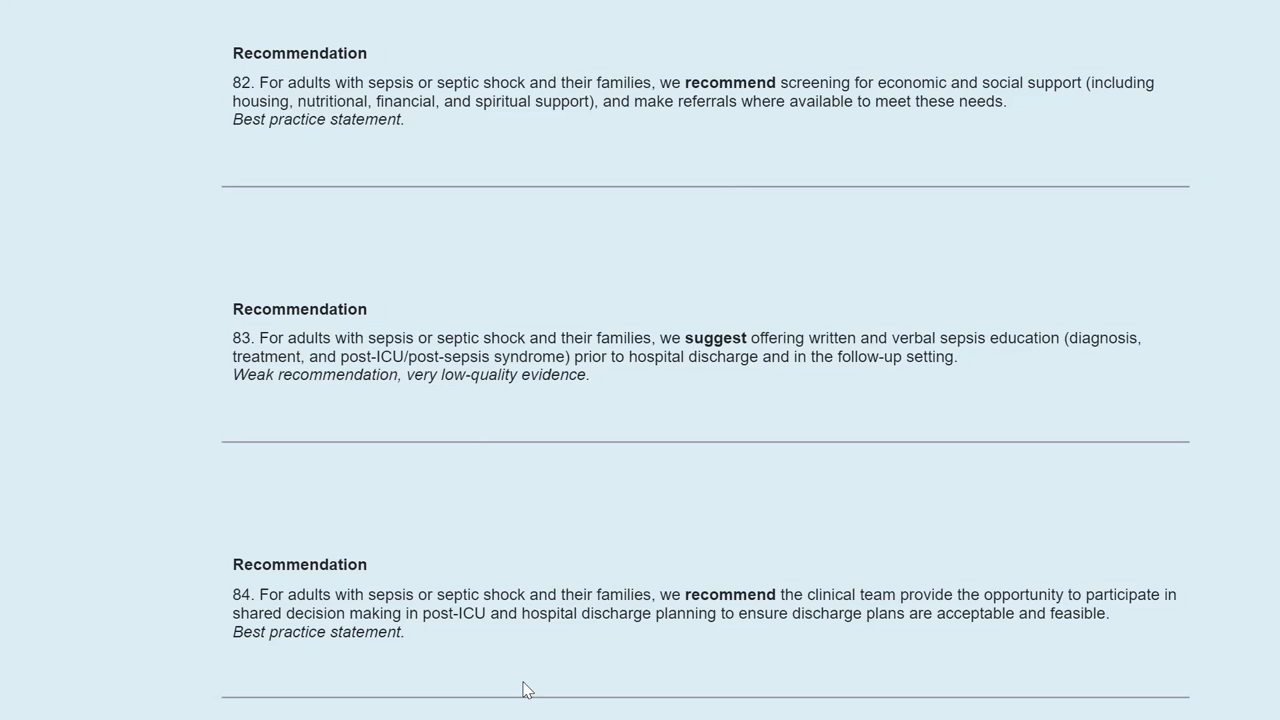 Recommendation
82. For adults with sepsis or septic shock and their families, we recommend screening for economic and social support (including
housing, nutritional, financial, and spiritual support), and make referrals where available to meet these needs.
Best practice statement.
Recommendation
83. For adults with sepsis or septic shock and their families, we suggest offering written and verbal sepsis education (diagnosis,
treatment, and post-ICU/post-sepsis syndrome) prior to hospital discharge and in the follow-up setting.
Weak recommendation, very low-quality evidence.
Recommendation
84. For adults with sepsis or septic shock and their families, we recommend the clinical team provide the opportunity to participate in
shared decision making in post-ICU and hospital discharge planning to ensure discharge plans are acceptable and feasible.
Best practice statement.